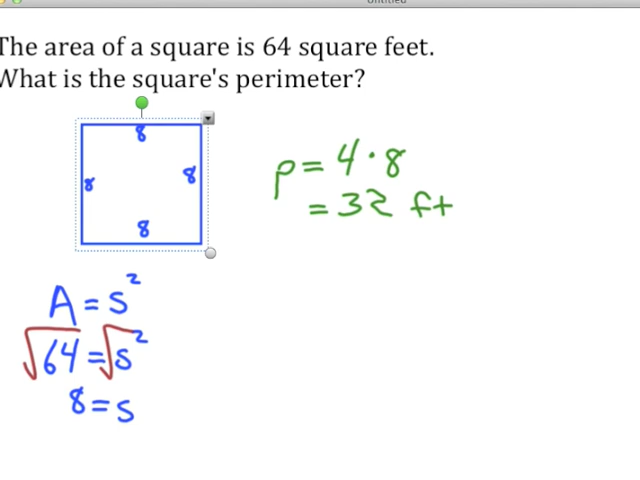 Untitled
The area of a square is 64 square feet.
What is the square's perimeter?
8
8
8
8
p = 4 · 8
= 32 ft
A = s²
√64 = √s²
8 = s